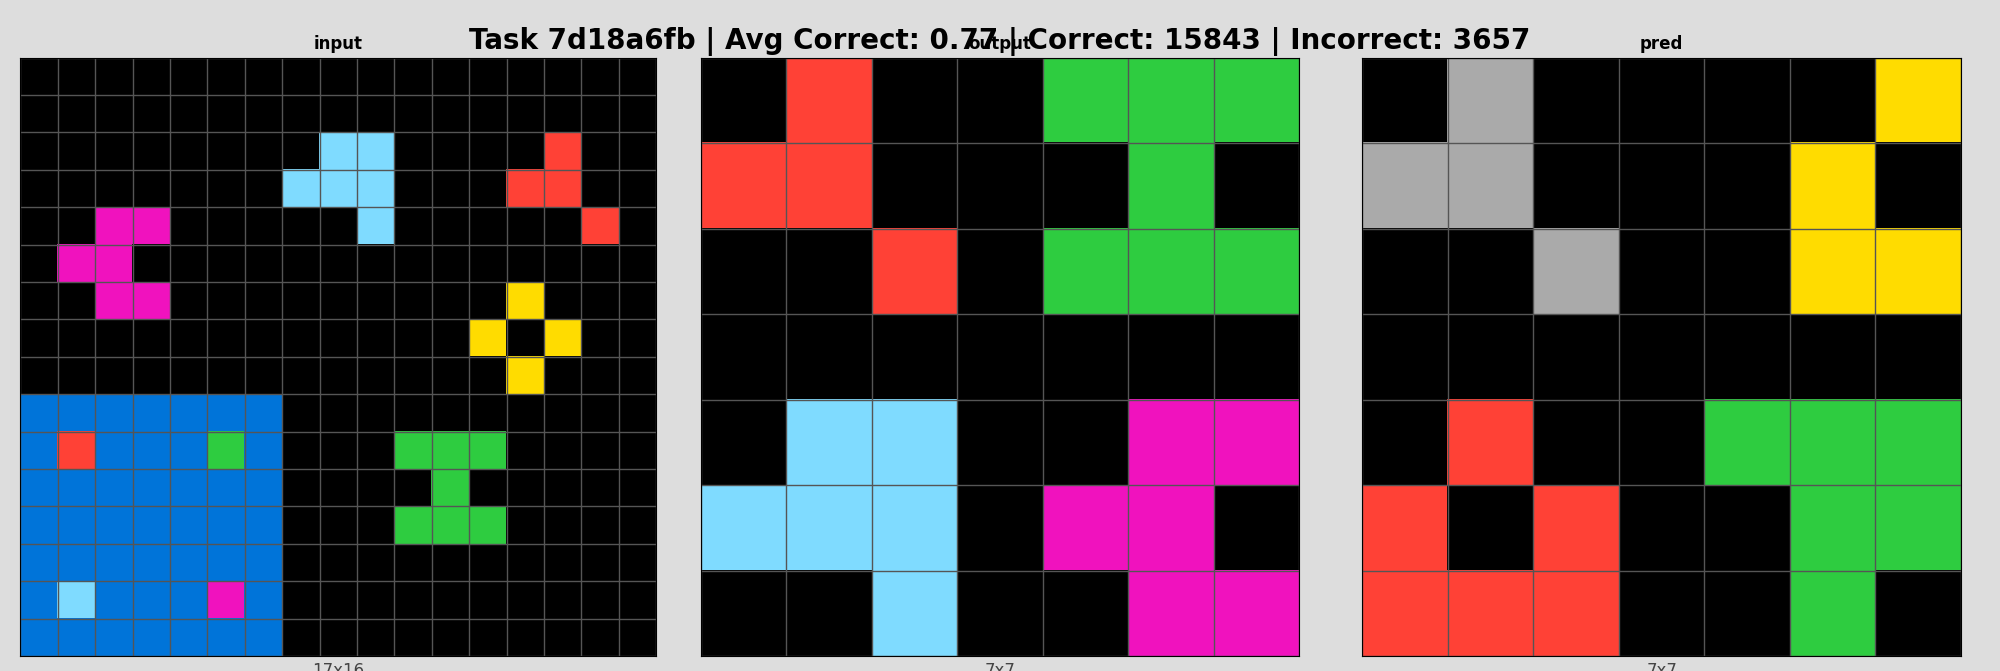 Task 7d18a6fb | Avg Correct: 0.77 | Correct: 15843 | Incorrect: 3657
input
output
pred
17x16
7x7
7x7